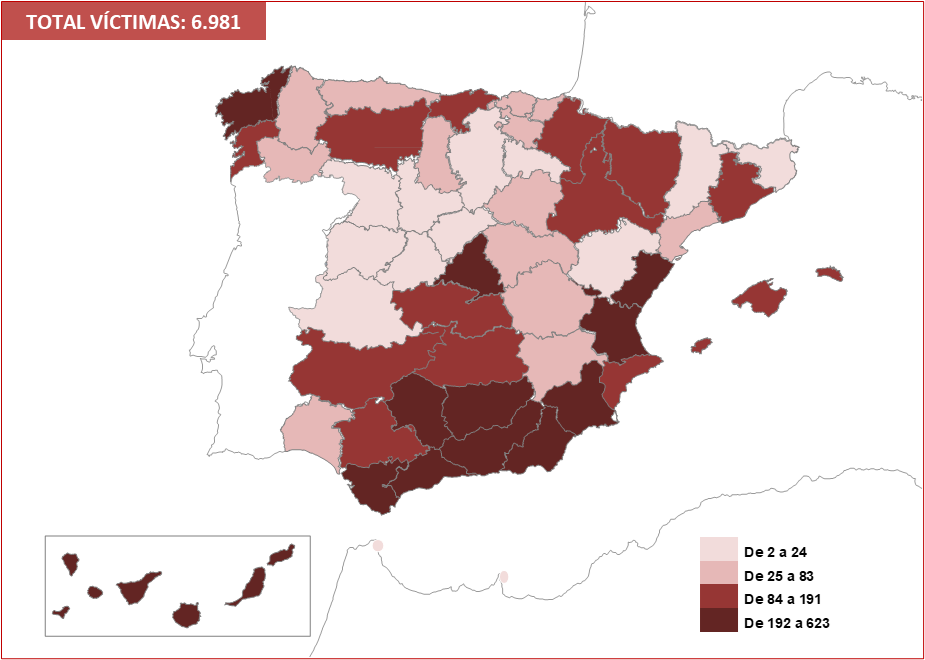 TOTAL VÍCTIMAS: 6.981
De 2 a 24
De 25 a 83
De 84 a 191
De 192 a 623